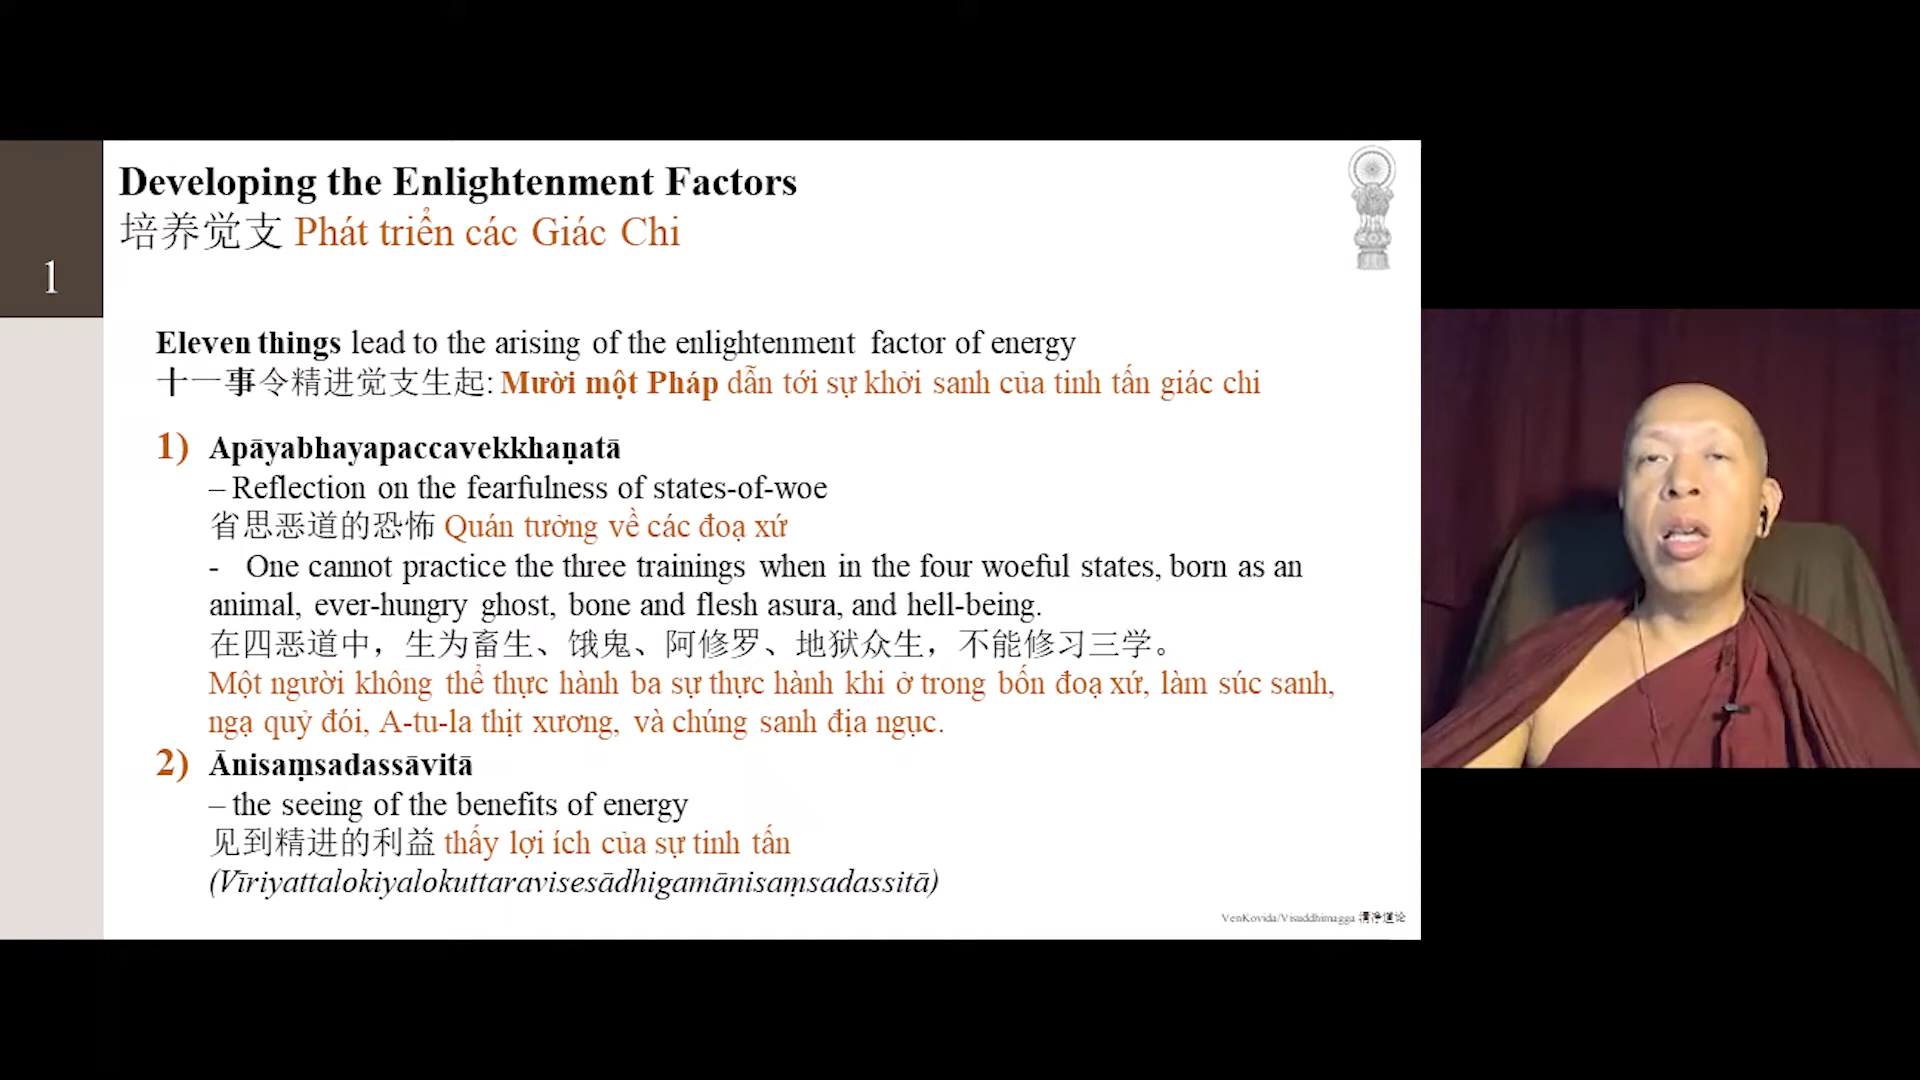 Developing the Enlightenment Factors
培养觉支 Phát triển các Giác Chi
1
Eleven things lead to the arising of the enlightenment factor of energy
十一事令精进觉支生起: Mười một Pháp dẫn tới sự khởi sanh của tinh tấn giác chi
1) Apāyabhayapaccavekkhaṇatā
– Reflection on the fearfulness of states-of-woe
省思恶道的恐怖 Quán tưởng về các đoạ xứ
- One cannot practice the three trainings when in the four woeful states, born as an
animal, ever-hungry ghost, bone and flesh asura, and hell-being.
在四恶道中，生为畜生、饿鬼、阿修罗、地狱众生，不能修习三学。
Một người không thể thực hành ba sự thực hành khi ở trong bốn đoạ xứ, làm súc sanh,
ngạ quỷ đói, A-tu-la thịt xương, và chúng sanh địa ngục.
2) Ānisaṃsadassāvitā
– the seeing of the benefits of energy
见到精进的利益 thấy lợi ích của sự tinh tấn
(Vīriyattalokiyalokuttaravisesādhigamānisaṃsadassitā)
VenKovida/Visuddhimagga 清净道论